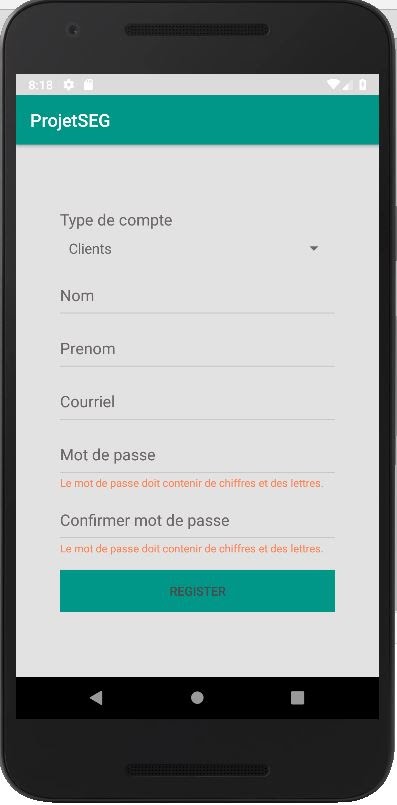 8:18
ProjetSEG
Type de compte
Clients
Nom
Prenom
Courriel
Mot de passe
Le mot de passe doit contenir de chiffres et des lettres.
Confirmer mot de passe
Le mot de passe doit contenir de chiffres et des lettres.
REGISTER